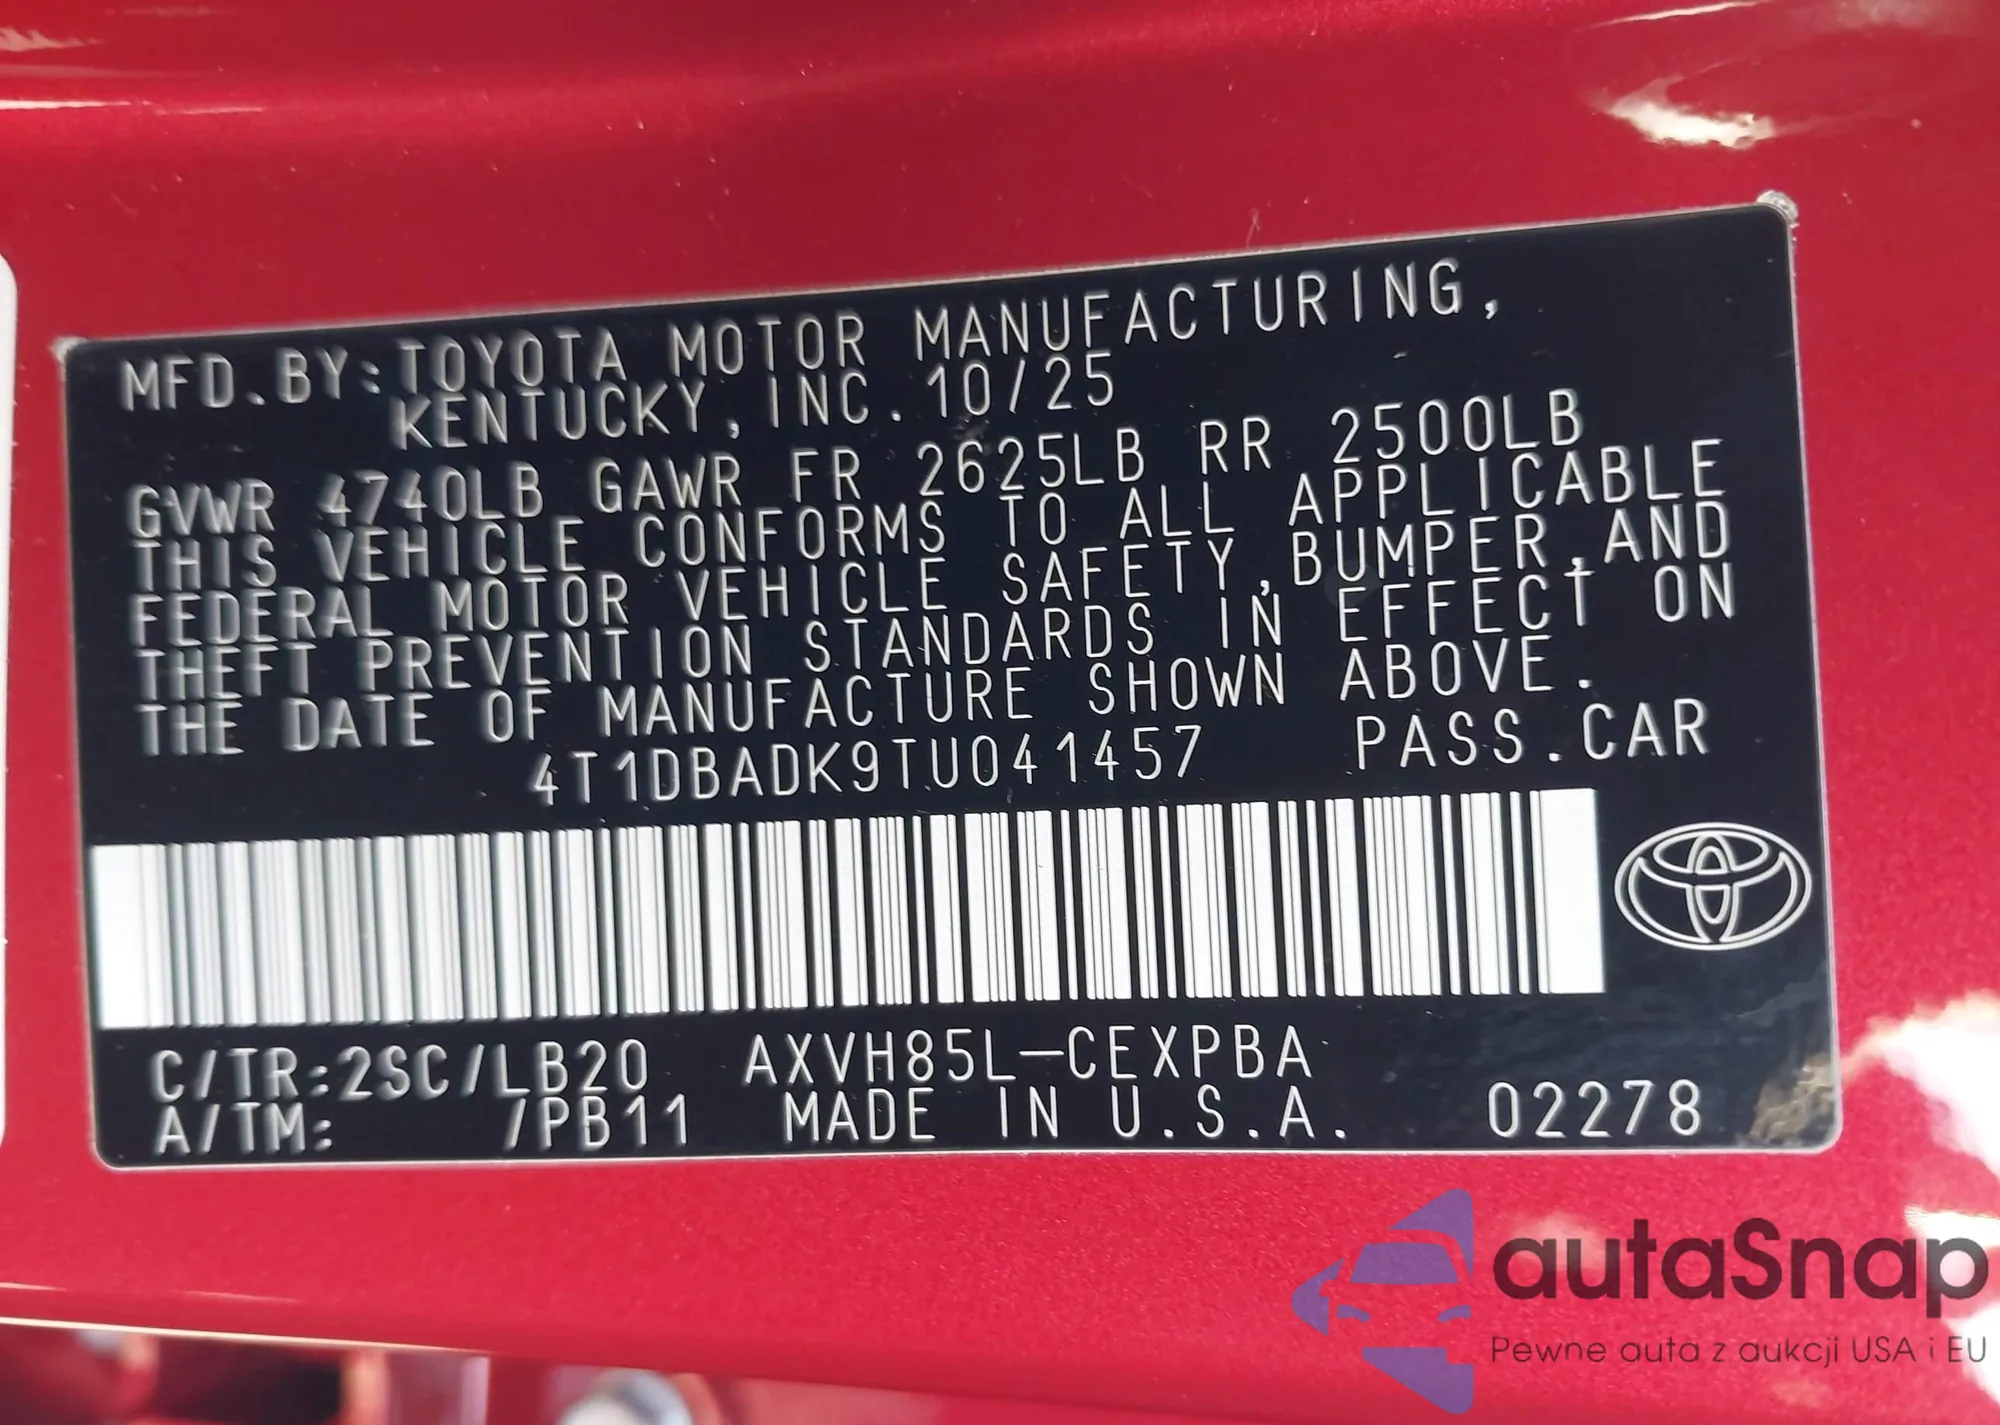 MFD.BY:TOYOTA MOTOR MANUFACTURING,
KENTUCKY, INC. 10/25
GVWR 4740LB GAWR FR 2625LB RR 2500LB
THIS VEHICLE CONFORMS TO ALL APPLICABLE
FEDERAL MOTOR VEHICLE SAFETY,BUMPER,AND
THEFT PREVENTION STANDARDS IN EFFECT ON
THE DATE OF MANUFACTURE SHOWN ABOVE.
4T1DBADK9TU041457 PASS.CAR
C/TR:2SC/LB20 AXVH85L-CEXPBA
A/TM: /PB11 MADE IN U.S.A. 02278
autaSnap
Pewne auta z aukcji USA i EU